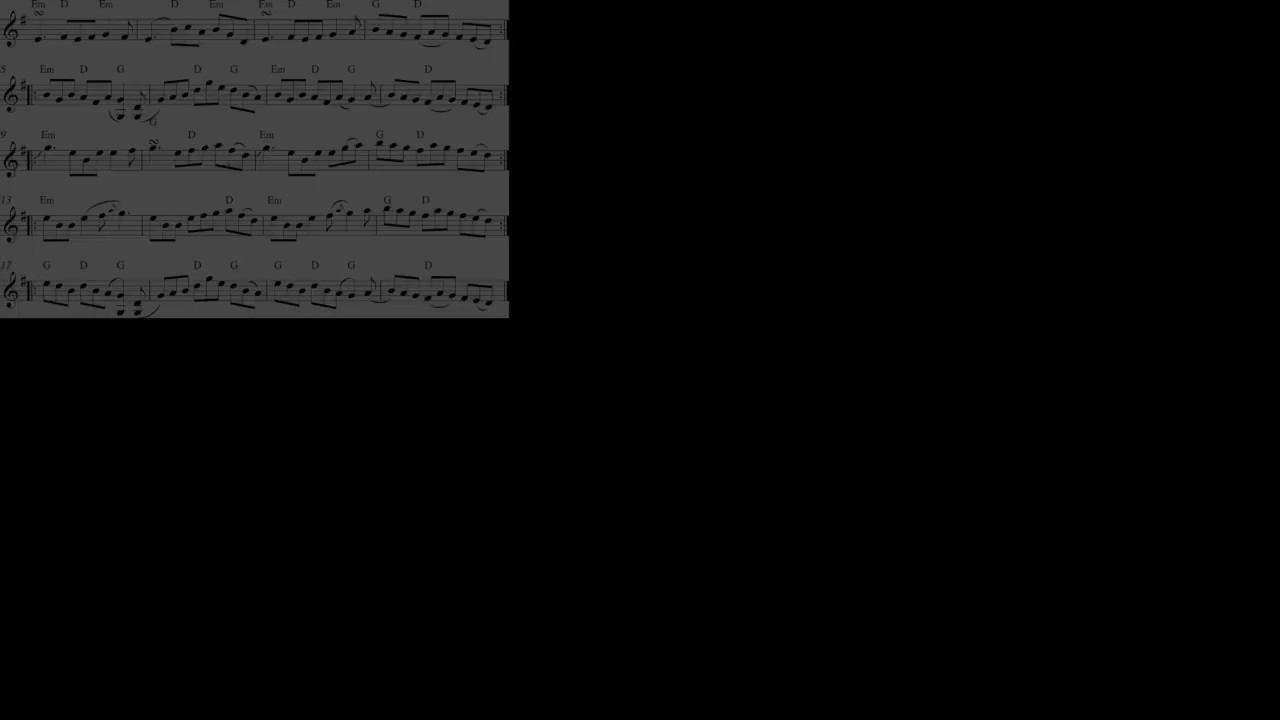 Em D Em D Em Em D Em G D
5 Em D G D G Em D G D
G
9 Em D Em G D
13 Em D Em G D
17 G D G D G G D G D